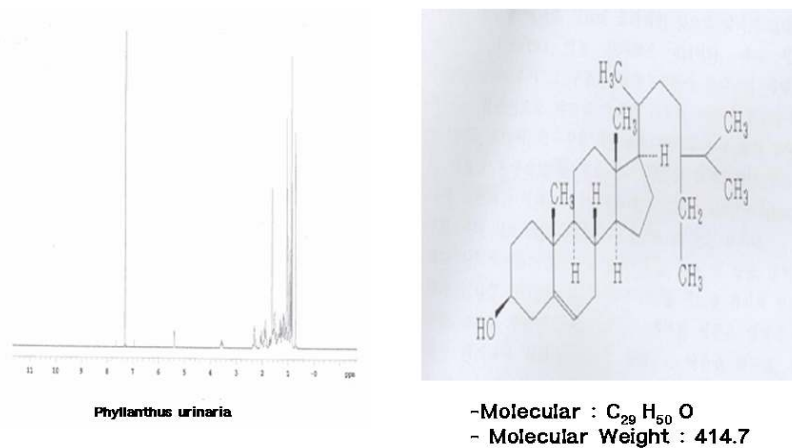 11 10 9 8 7 6 5 4 3 2 1 -0 ppm
Phyllanthus urinaria
H₃C
CH₃
CH₃
H
CH₃
CH₃
H
CH₂
H
H
CH₃
HO
-Molecular : C₂₉ H₅₀ O
- Molecular Weight : 414.7